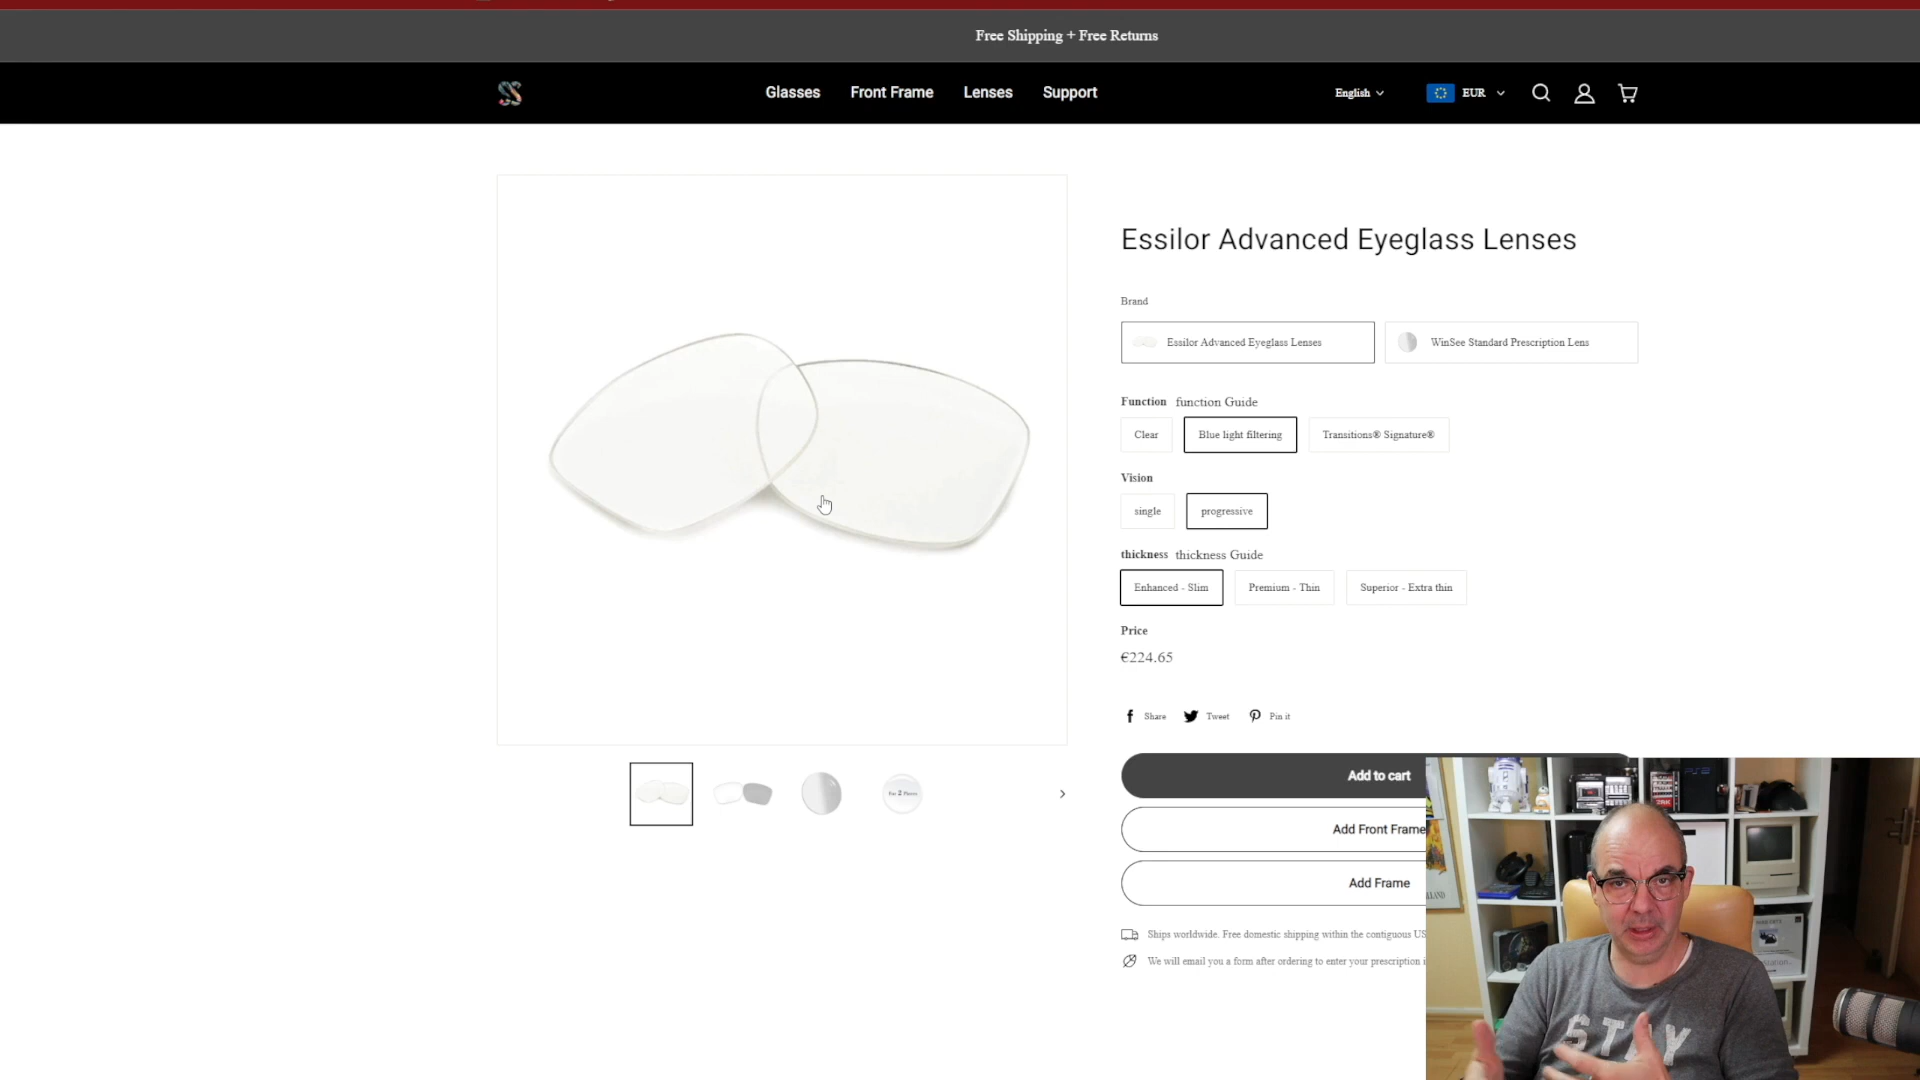 Free Shipping + Free Returns
Glasses Front Frame Lenses Support
English EUR
Essilor Advanced Eyeglass Lenses
Brand
Essilor Advanced Eyeglass Lenses WinSee Standard Prescription Lens
Function function Guide
Clear Blue light filtering Transitions® Signature®
Vision
single progressive
thickness thickness Guide
Enhanced - Slim Premium - Thin Superior - Extra thin
Price
€224.65
Share Tweet Pin it
For 2 Pieces
Add to cart
Add Front Frame
Add Frame
Ships worldwide. Free domestic shipping within the contiguous US
We will email you a form after ordering to enter your prescription
STAY